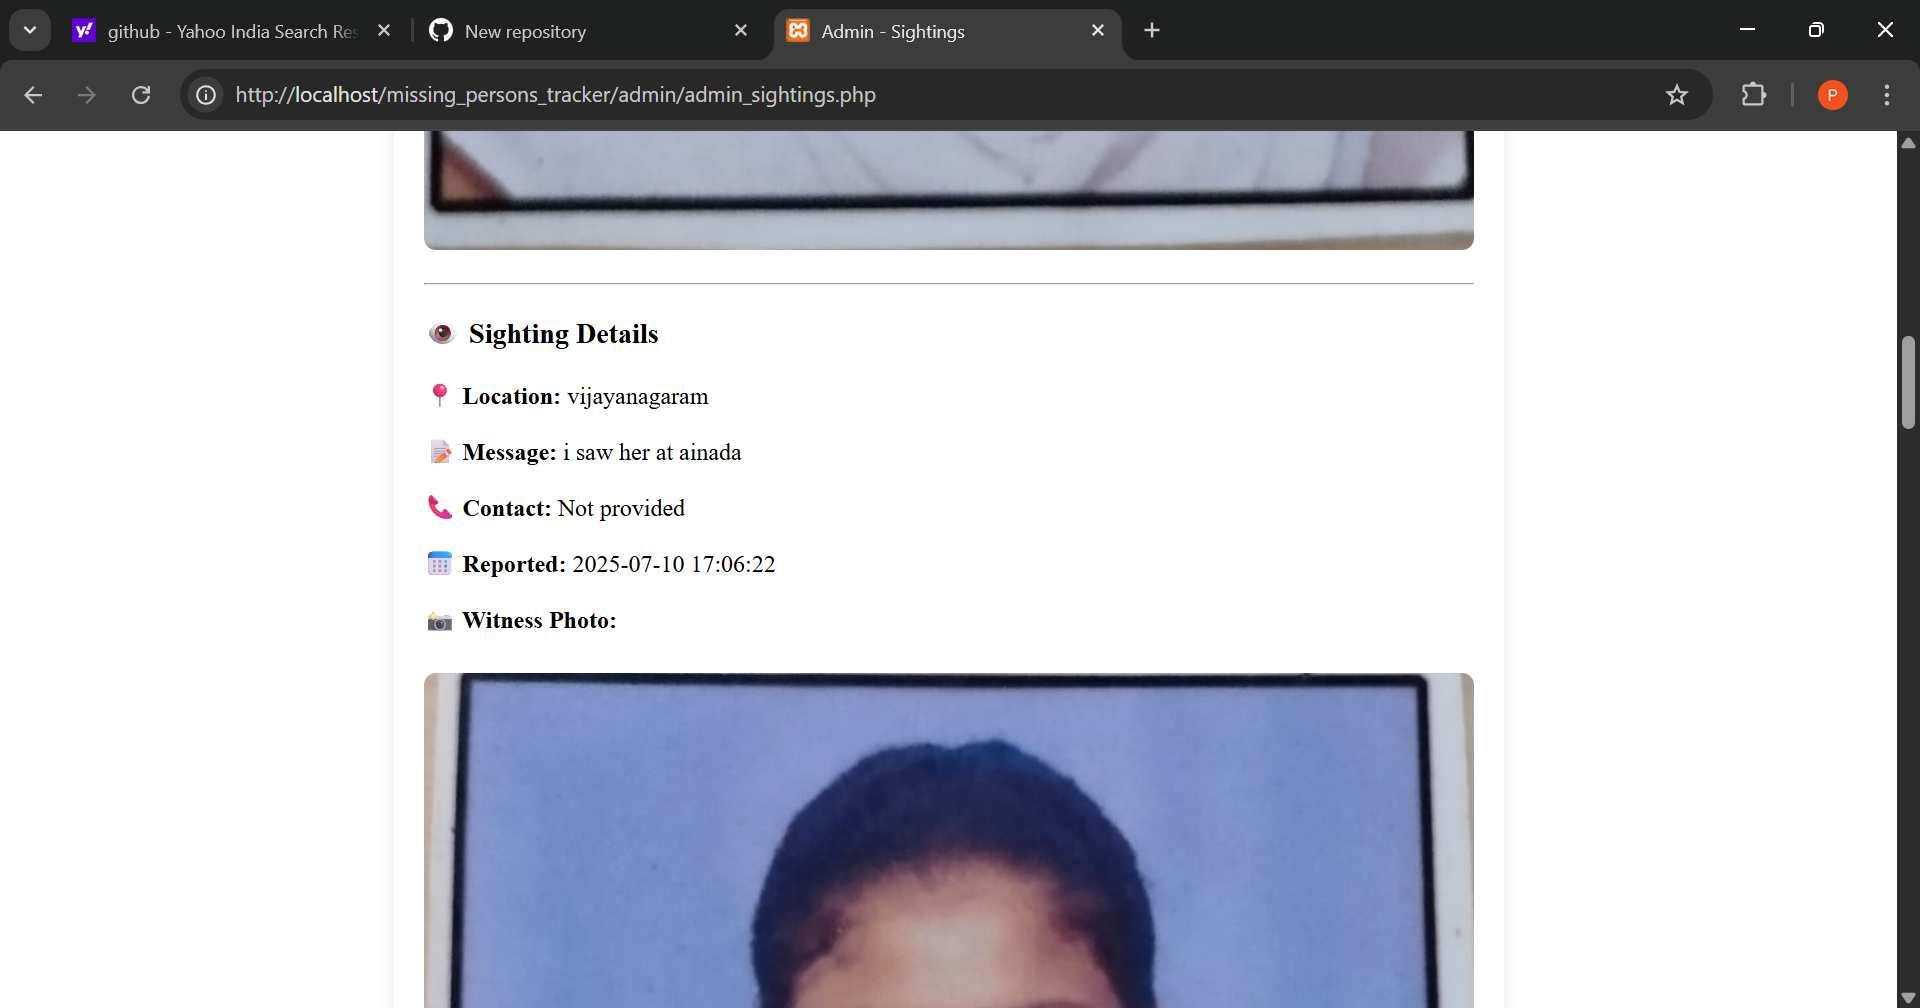 github - Yahoo India Search Res
New repository
Admin - Sightings
http://localhost/missing_persons_tracker/admin/admin_sightings.php
P
Sighting Details
Location: vijayanagaram
Message: i saw her at ainada
Contact: Not provided
Reported: 2025-07-10 17:06:22
Witness Photo: